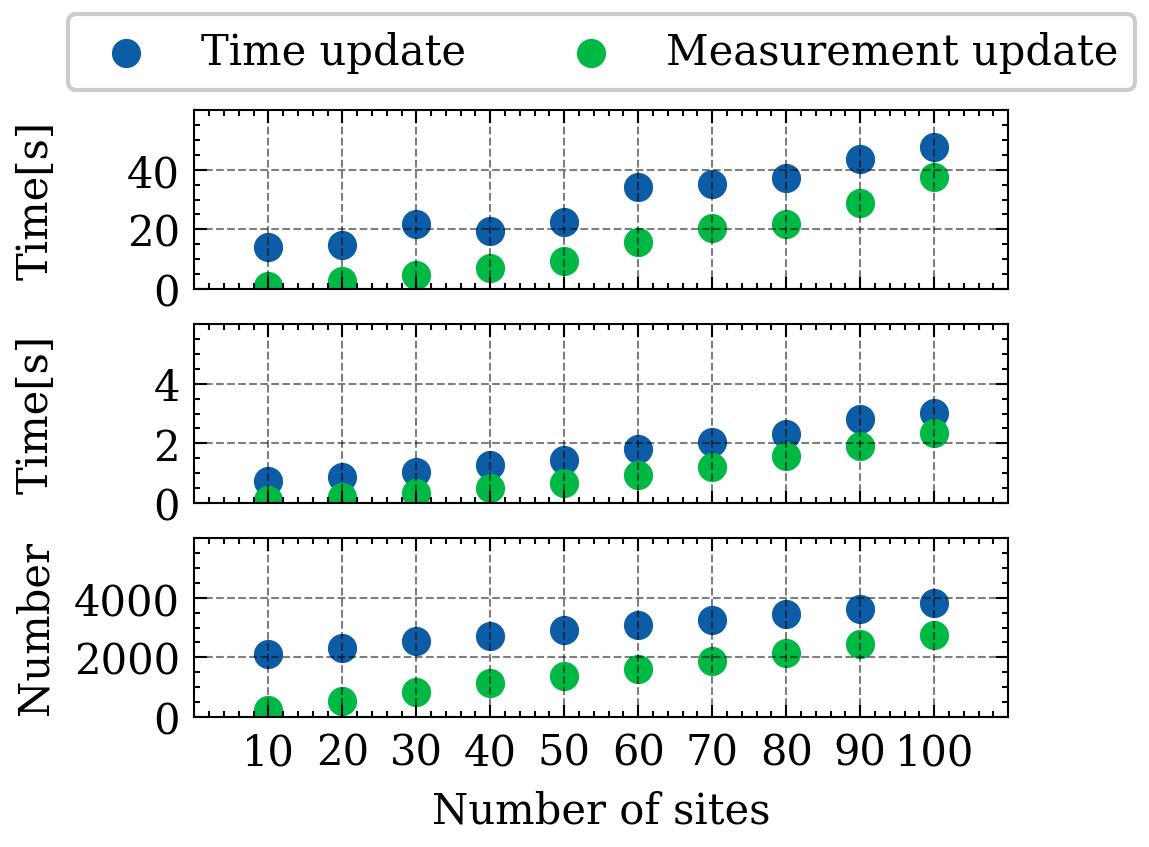 Time update Measurement update
Time[s]
40
20
0
Time[s]
4
2
0
Number
4000
2000
0
10 20 30 40 50 60 70 80 90 100
Number of sites